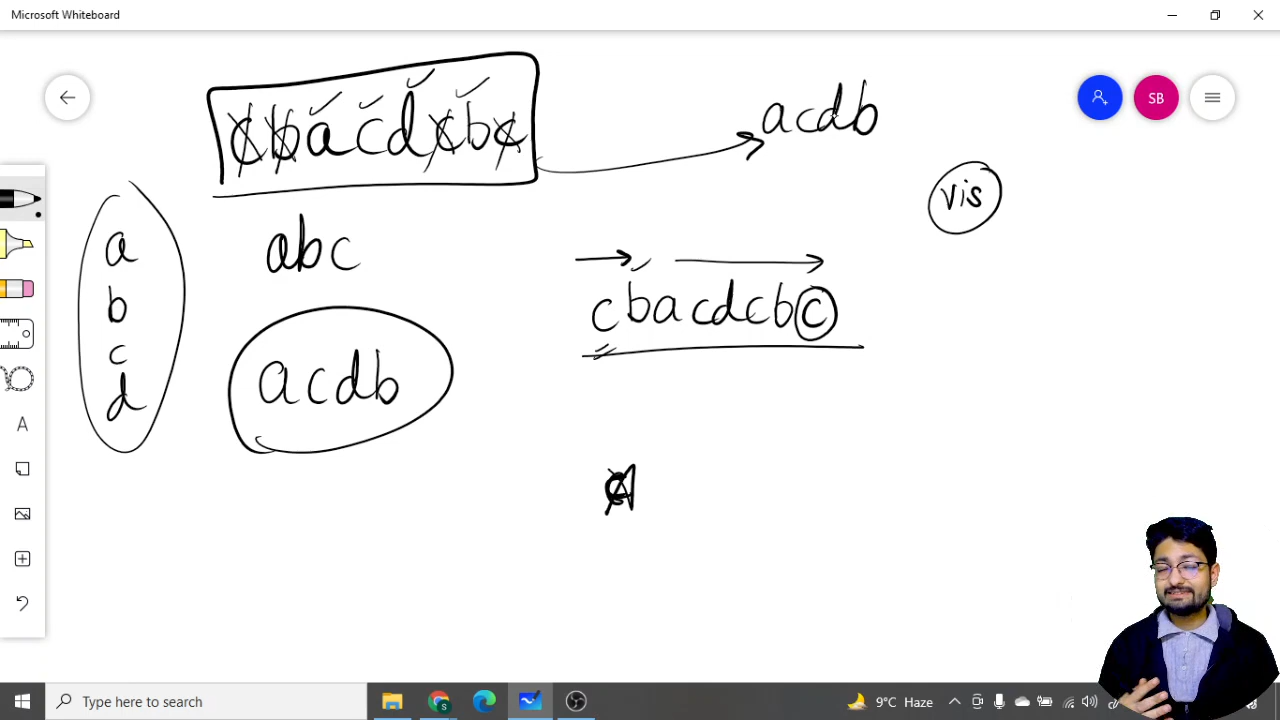 Microsoft Whiteboard
SB
cbacdcbc
acdb
vis
a
b
c
d
abc
cbacdcbc
acdb
A
Type here to search
9°C Haze